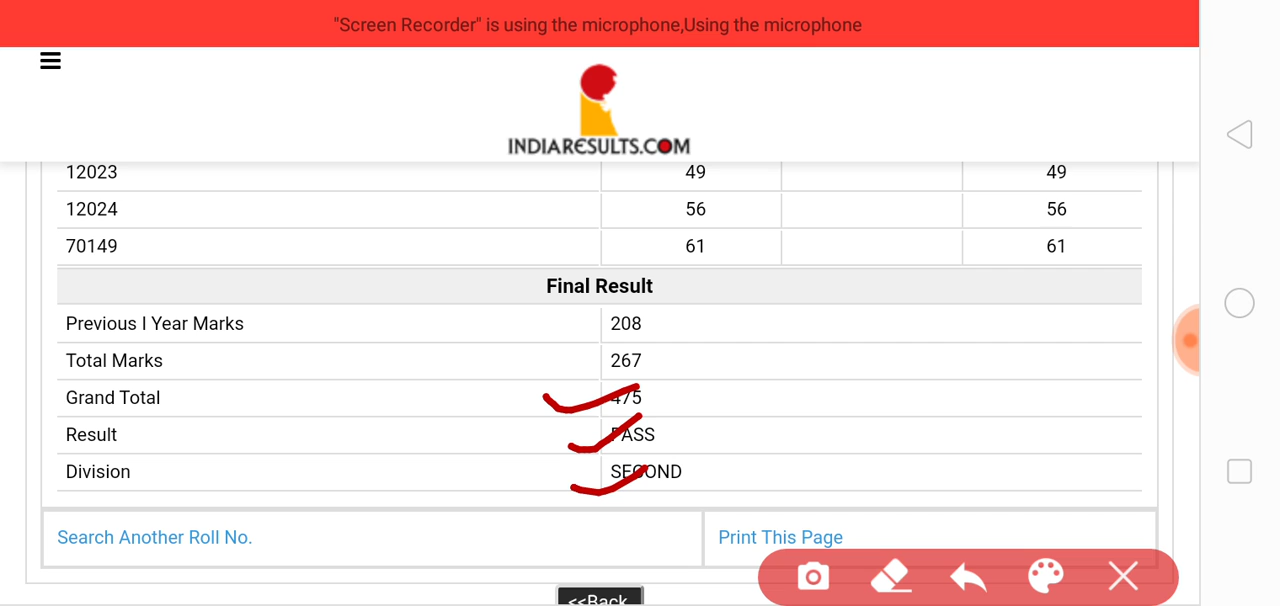 "Screen Recorder" is using the microphone,Using the microphone
INDIARESULTS.COM
12023 49 49
12024 56 56
70149 61 61
Final Result
Previous I Year Marks 208
Total Marks 267
Grand Total 475
Result PASS
Division SECOND
Search Another Roll No. Print This Page
<<Back